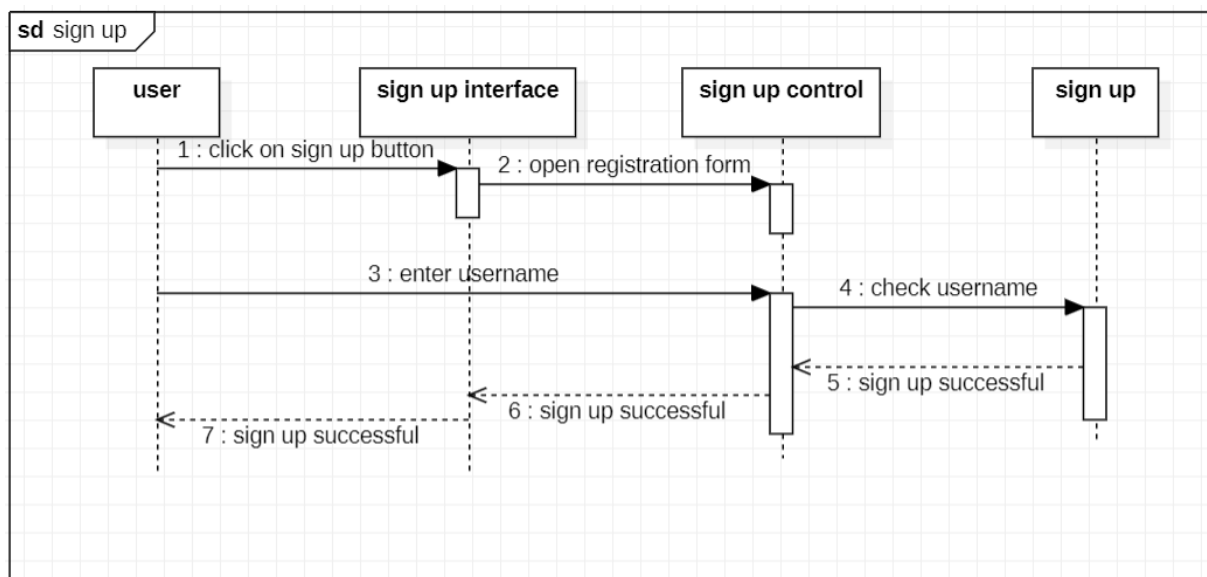 sd sign up
user
sign up interface
sign up control
sign up
1 : click on sign up button
2 : open registration form
3 : enter username
4 : check username
5 : sign up successful
6 : sign up successful
7 : sign up successful